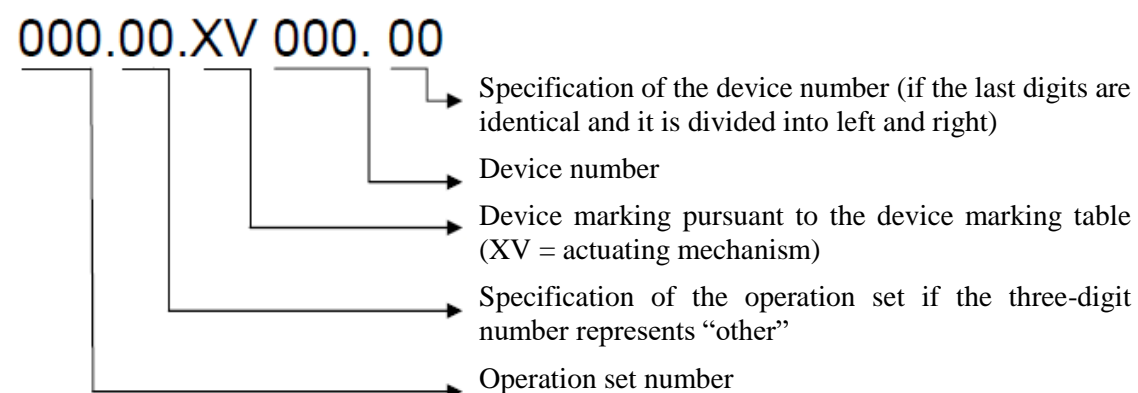 000.00.XV 000. 00
Specification of the device number (if the last digits are
identical and it is divided into left and right)
Device number
Device marking pursuant to the device marking table
(XV = actuating mechanism)
Specification of the operation set if the three-digit
number represents “other”
Operation set number